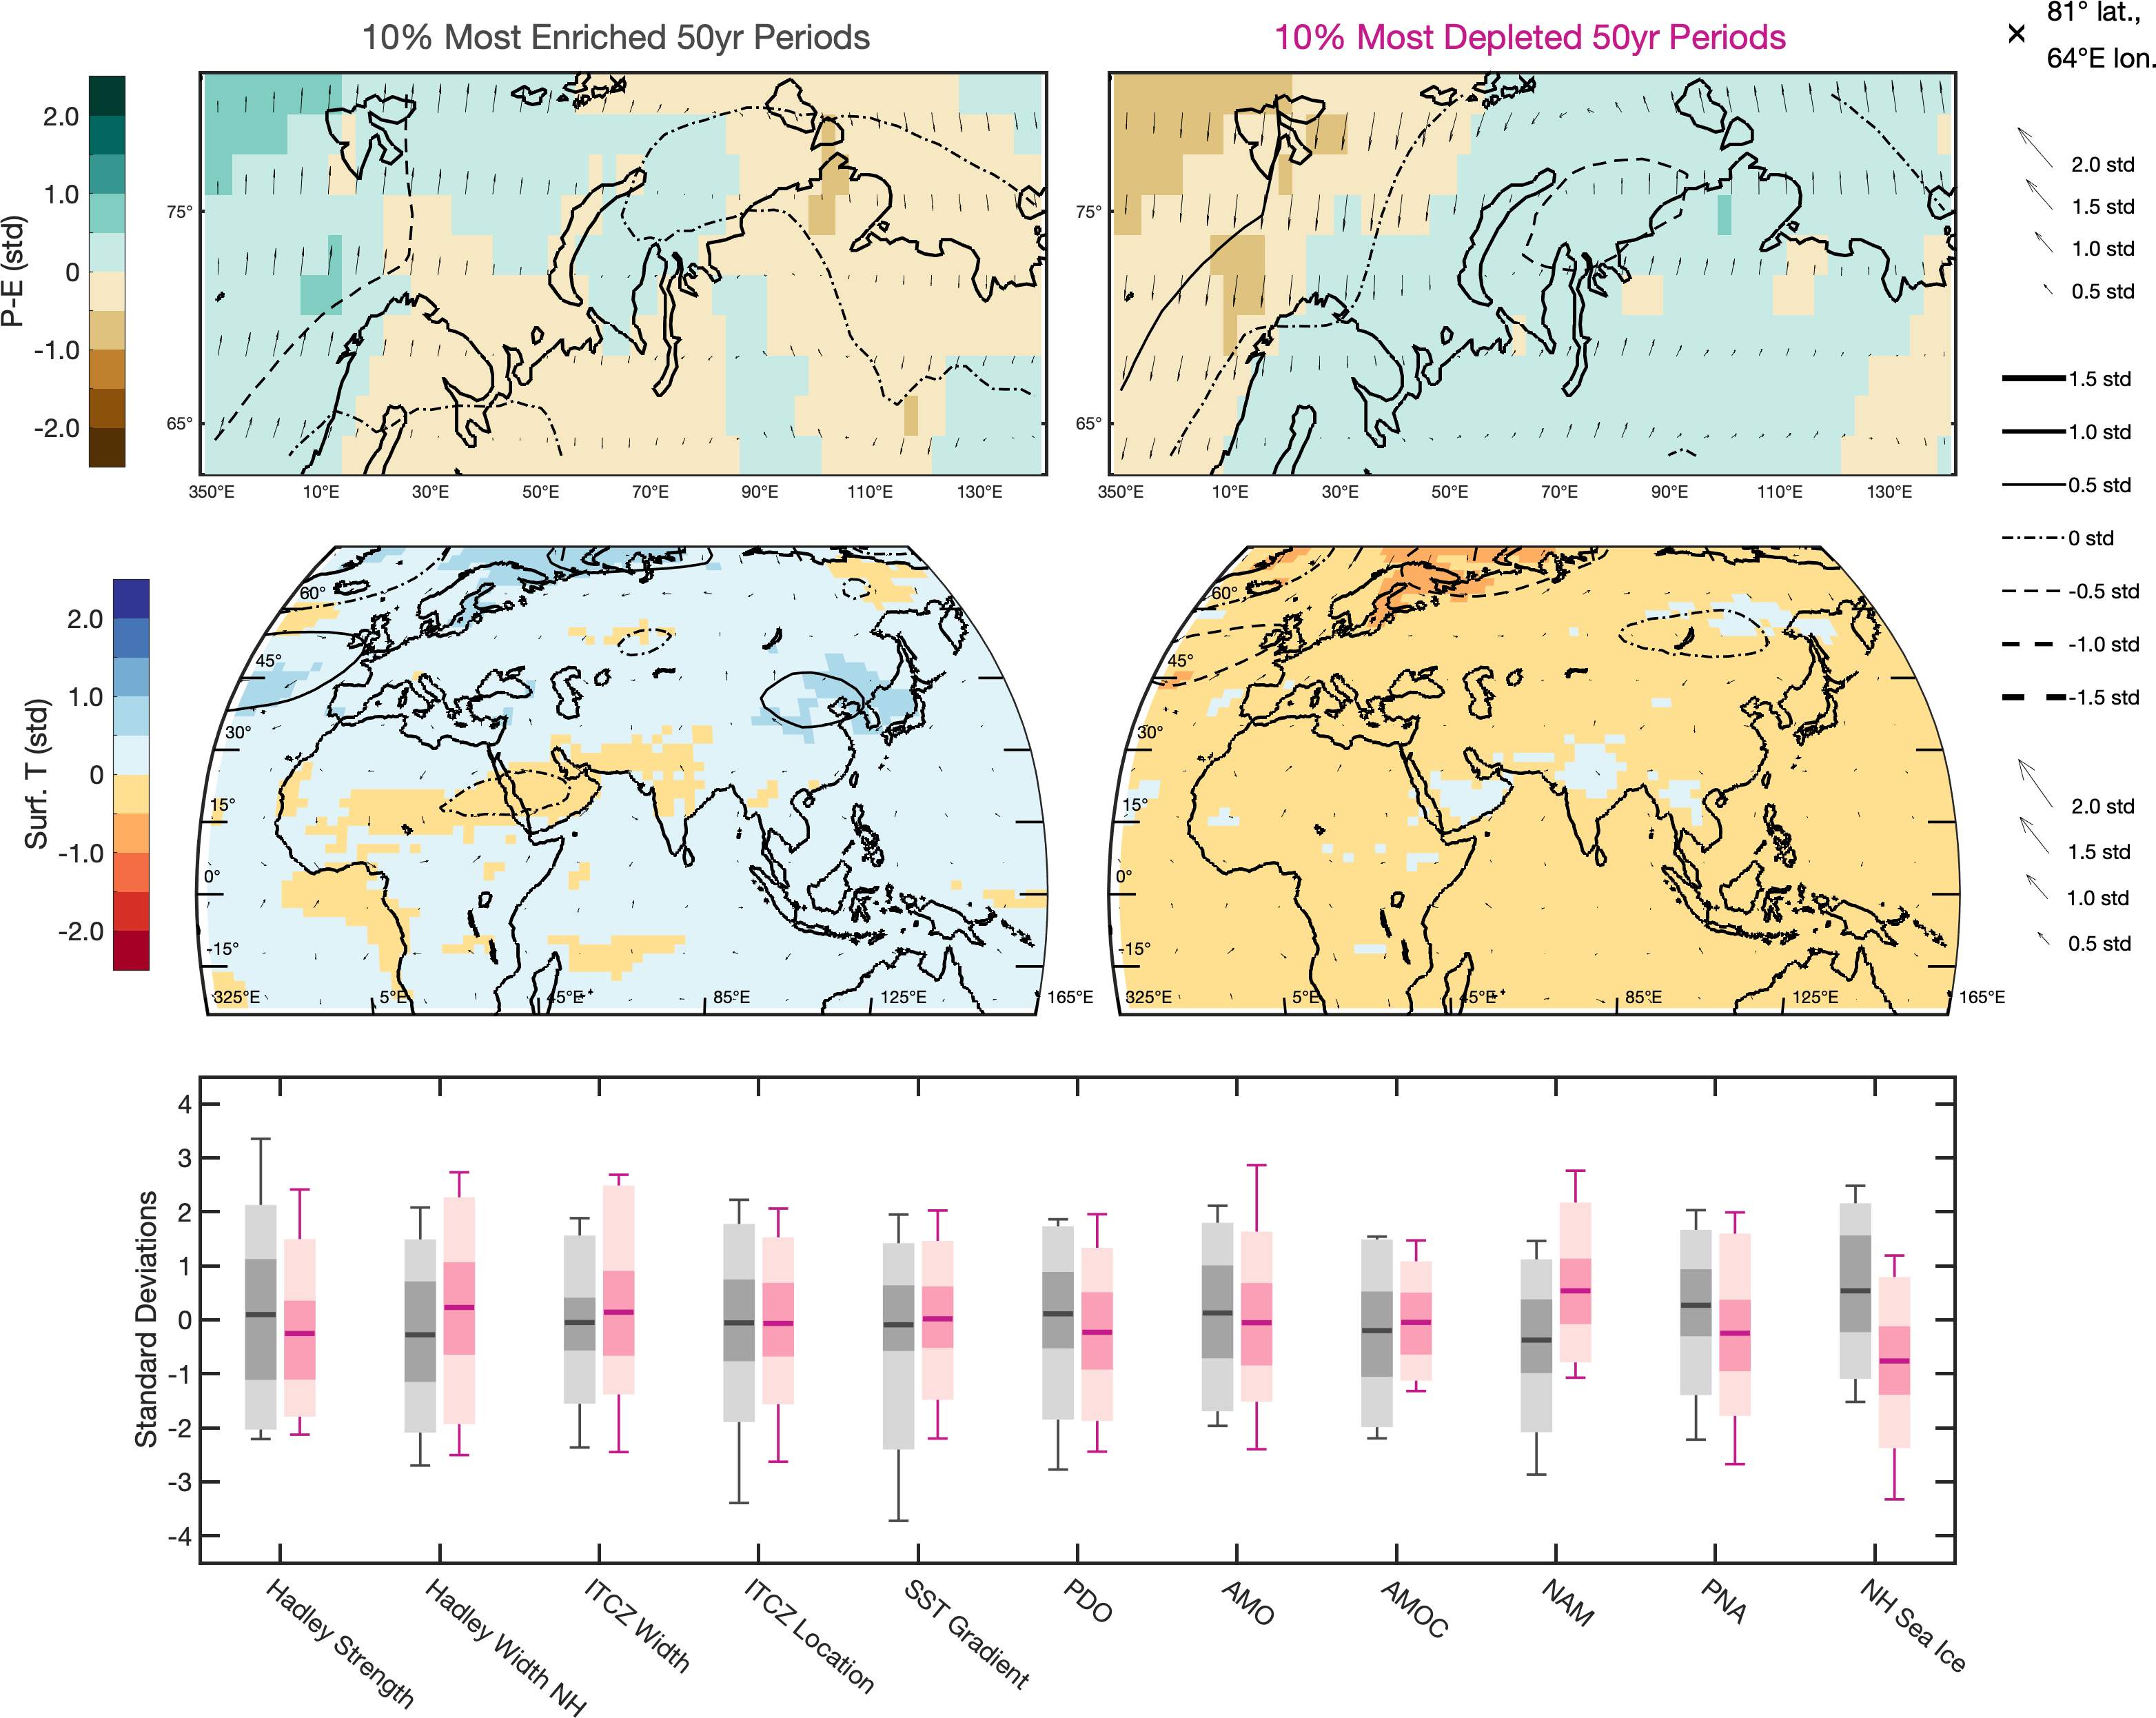 10% Most Enriched 50yr Periods
10% Most Depleted 50yr Periods
81° lat.,
64°E lon.
P-E (std)
2.0
1.0
0
-1.0
-2.0
75°
65°
350°E 10°E 30°E 50°E 70°E 90°E 110°E 130°E
75°
65°
350°E 10°E 30°E 50°E 70°E 90°E 110°E 130°E
2.0 std
1.5 std
1.0 std
0.5 std
1.5 std
1.0 std
0.5 std
0 std
-0.5 std
-1.0 std
-1.5 std
Surf. T (std)
2.0
1.0
0
-1.0
-2.0
60°
45°
30°
15°
0°
-15°
325°E 5°E 45°E 85°E 125°E 165°E
60°
45°
30°
15°
0°
-15°
325°E 5°E 45°E 85°E 125°E 165°E
2.0 std
1.5 std
1.0 std
0.5 std
Standard Deviations
4
3
2
1
0
-1
-2
-3
-4
Hadley Strength
Hadley Width NH
ITCZ Width
ITCZ Location
SST Gradient
PDO
AMO
AMOC
NAM
PNA
NH Sea Ice